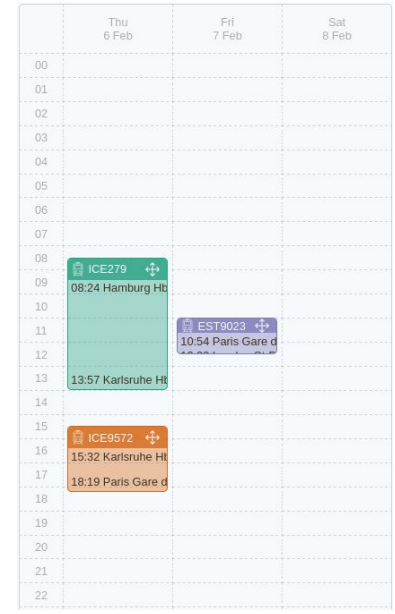 Thu Fri Sat
6 Feb 7 Feb 8 Feb
00
01
02
03
04
05
06
07
08
ICE279
09
08:24 Hamburg Hb
10
11
EST9023
10:54 Paris Gare d
12
13
13:57 Karlsruhe Hb
14
15
ICE9572
16
15:32 Karlsruhe Hb
17
18:19 Paris Gare d
18
19
20
21
22